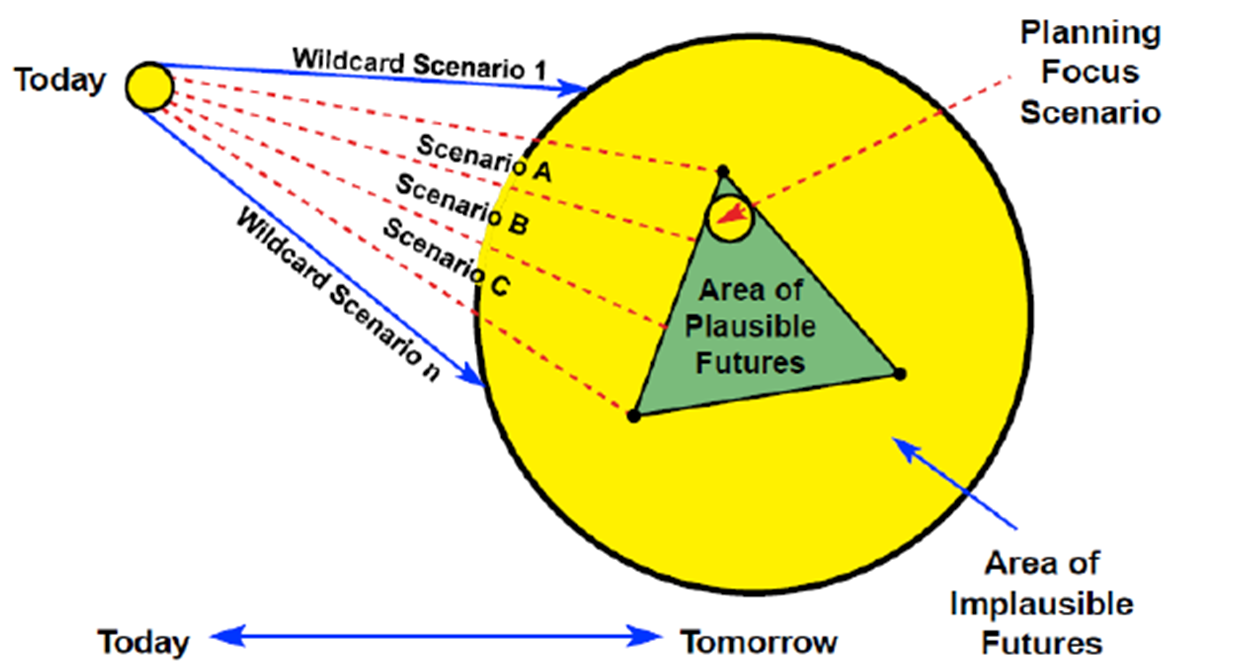 Planning
Focus
Scenario
Today
Wildcard Scenario 1
Scenario A
Scenario B
Scenario C
Wildcard Scenario n
Area of
Plausible
Futures
Area of
Implausible
Futures
Today
Tomorrow